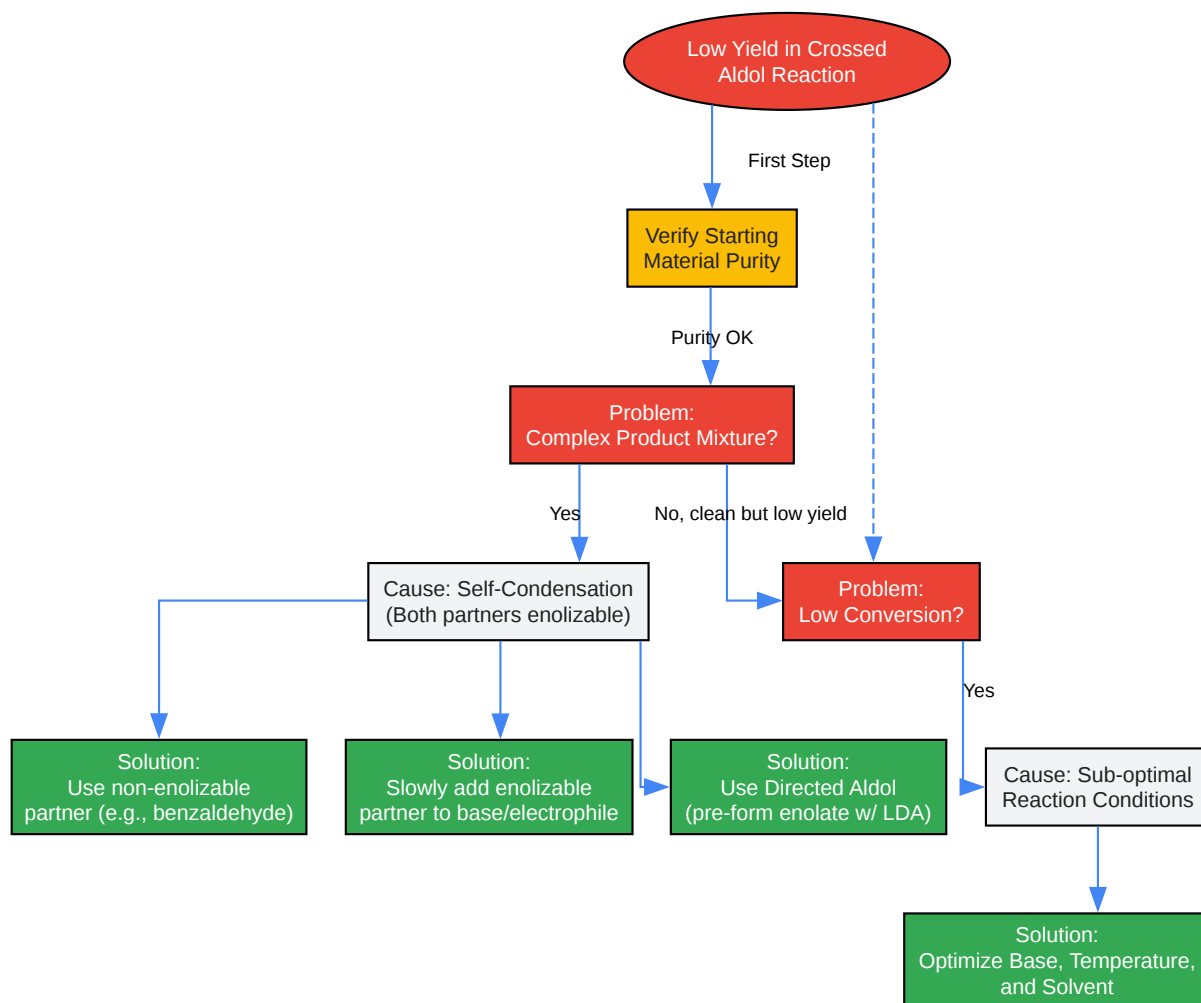 Low Yield in Crossed
Aldol Reaction
First Step
Verify Starting
Material Purity
Purity OK
Problem:
Complex Product Mixture?
Yes
No, clean but low yield
Cause: Self-Condensation
(Both partners enolizable)
Problem:
Low Conversion?
Yes
Solution:
Use non-enolizable
partner (e.g., benzaldehyde)
Solution:
Slowly add enolizable
partner to base/electrophile
Solution:
Use Directed Aldol
(pre-form enolate w/ LDA)
Cause: Sub-optimal
Reaction Conditions
Solution:
Optimize Base, Temperature,
and Solvent